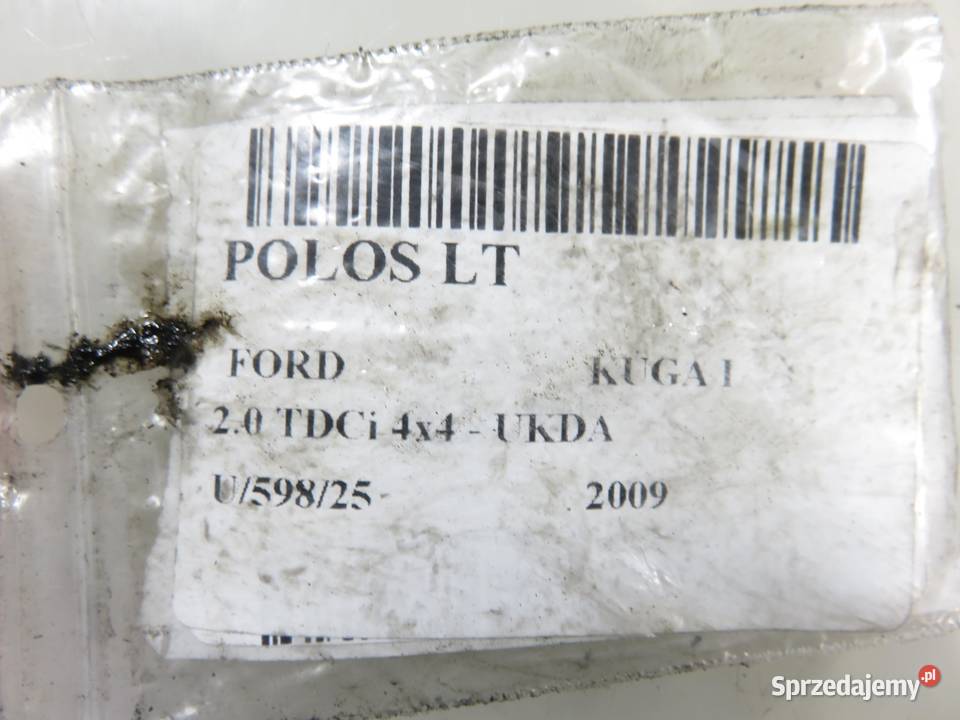 POLOS LT
FORD KUGA I
2.0 TDCi 4x4 - UKDA
U/598/25 2009
Sprzedajemy.pl